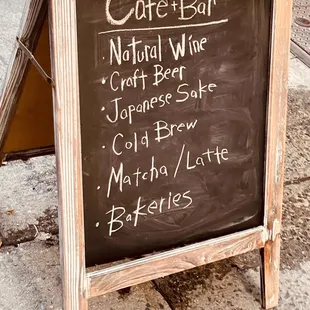 Cafe+Bar
· Natural Wine
· Craft Beer
· Japanese Sake
· Cold Brew
· Matcha / Latte
· Bakeries